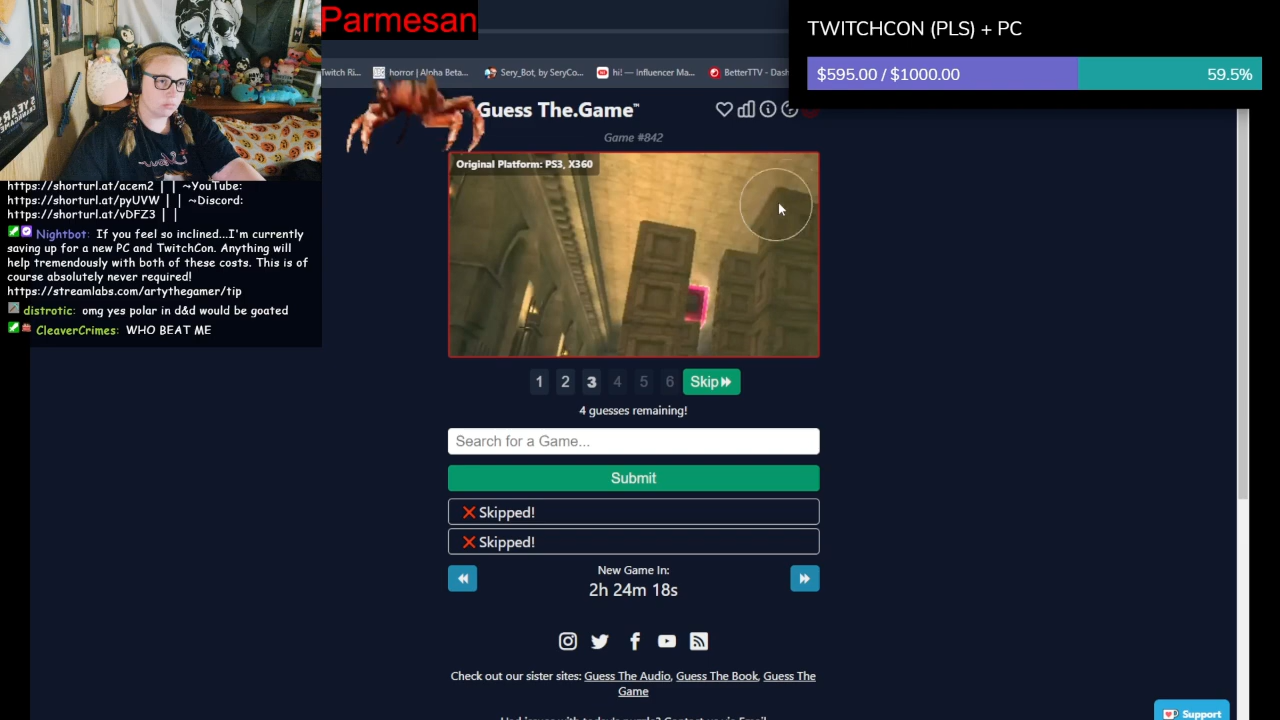 Parmesan
TWITCHCON (PLS) + PC
$595.00 / $1000.00
59.5%
Twitch Ri...
horror | Alpha Beta...
Sery_Bot, by SeryCo...
hi! — Influencer Ma...
BetterTTV - Dash
Guess The.Game™
Game #842
Original Platform: PS3, X360
https://shorturl.at/acem2 | | ~YouTube:
https://shorturl.at/pyUVW | | ~Discord:
https://shorturl.at/vDFZ3 | |
Nightbot: If you feel so inclined...I'm currently
saving up for a new PC and TwitchCon. Anything will
help tremendously with both of these costs. This is of
course absolutely never required!
https://streamlabs.com/artythegamer/tip
distrotic: omg yes polar in d&d would be goated
CleaverCrimes: WHO BEAT ME
1 2 3 4 5 6 Skip
4 guesses remaining!
Search for a Game...
Submit
❌ Skipped!
❌ Skipped!
New Game In:
2h 24m 18s
Check out our sister sites: Guess The Audio, Guess The Book, Guess The
Game
Support